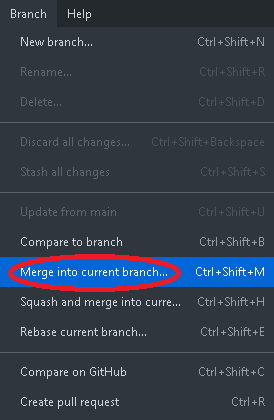 Branch Help
New branch... Ctrl+Shift+N
Rename... Ctrl+Shift+R
Delete... Ctrl+Shift+D
Discard all changes... Ctrl+Shift+Backspace
Stash all changes Ctrl+Shift+S
Update from main Ctrl+Shift+U
Compare to branch Ctrl+Shift+B
Merge into current branch... Ctrl+Shift+M
Squash and merge into curre... Ctrl+Shift+H
Rebase current branch... Ctrl+Shift+E
Compare on GitHub Ctrl+Shift+C
Create pull request Ctrl+R